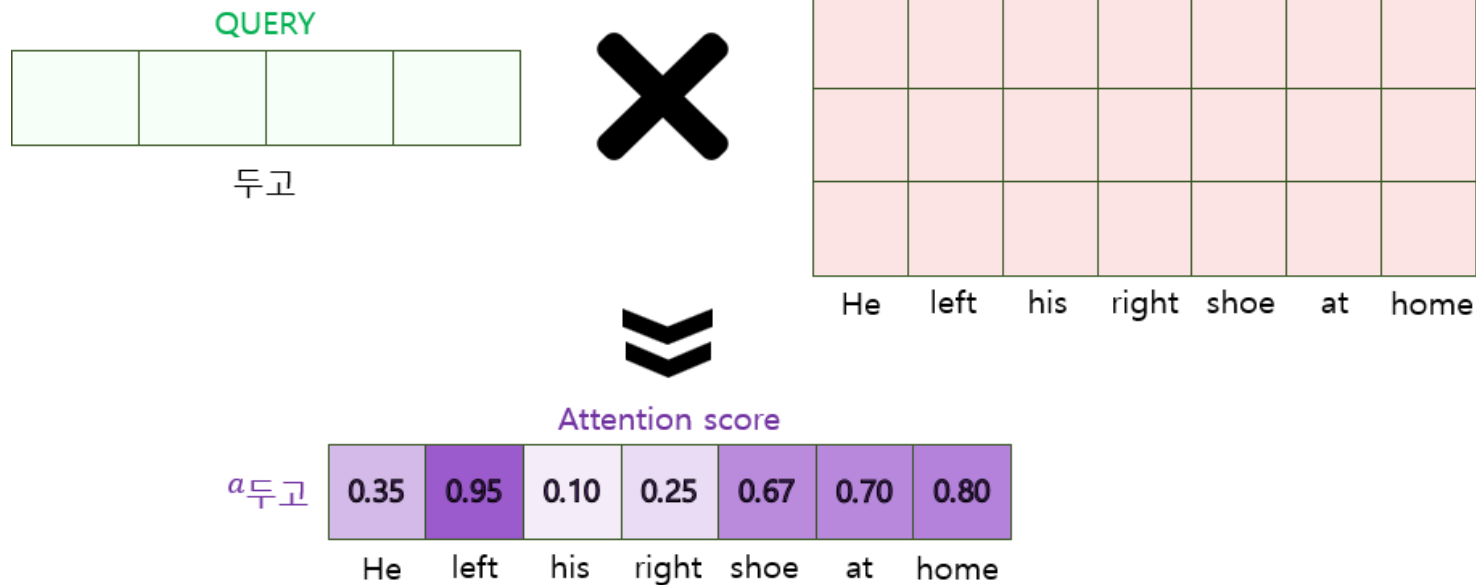 QUERY
두고
He left his right shoe at home
Attention score
a두고 0.35 0.95 0.10 0.25 0.67 0.70 0.80
He left his right shoe at home